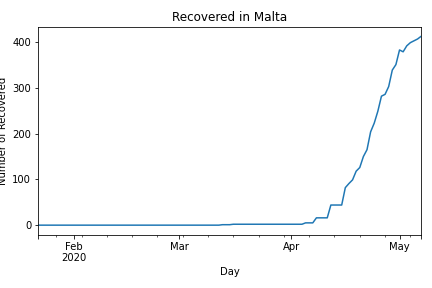 Recovered in Malta
Number of Recovered
400
300
200
100
0
Feb
2020
Mar
Apr
May
Day